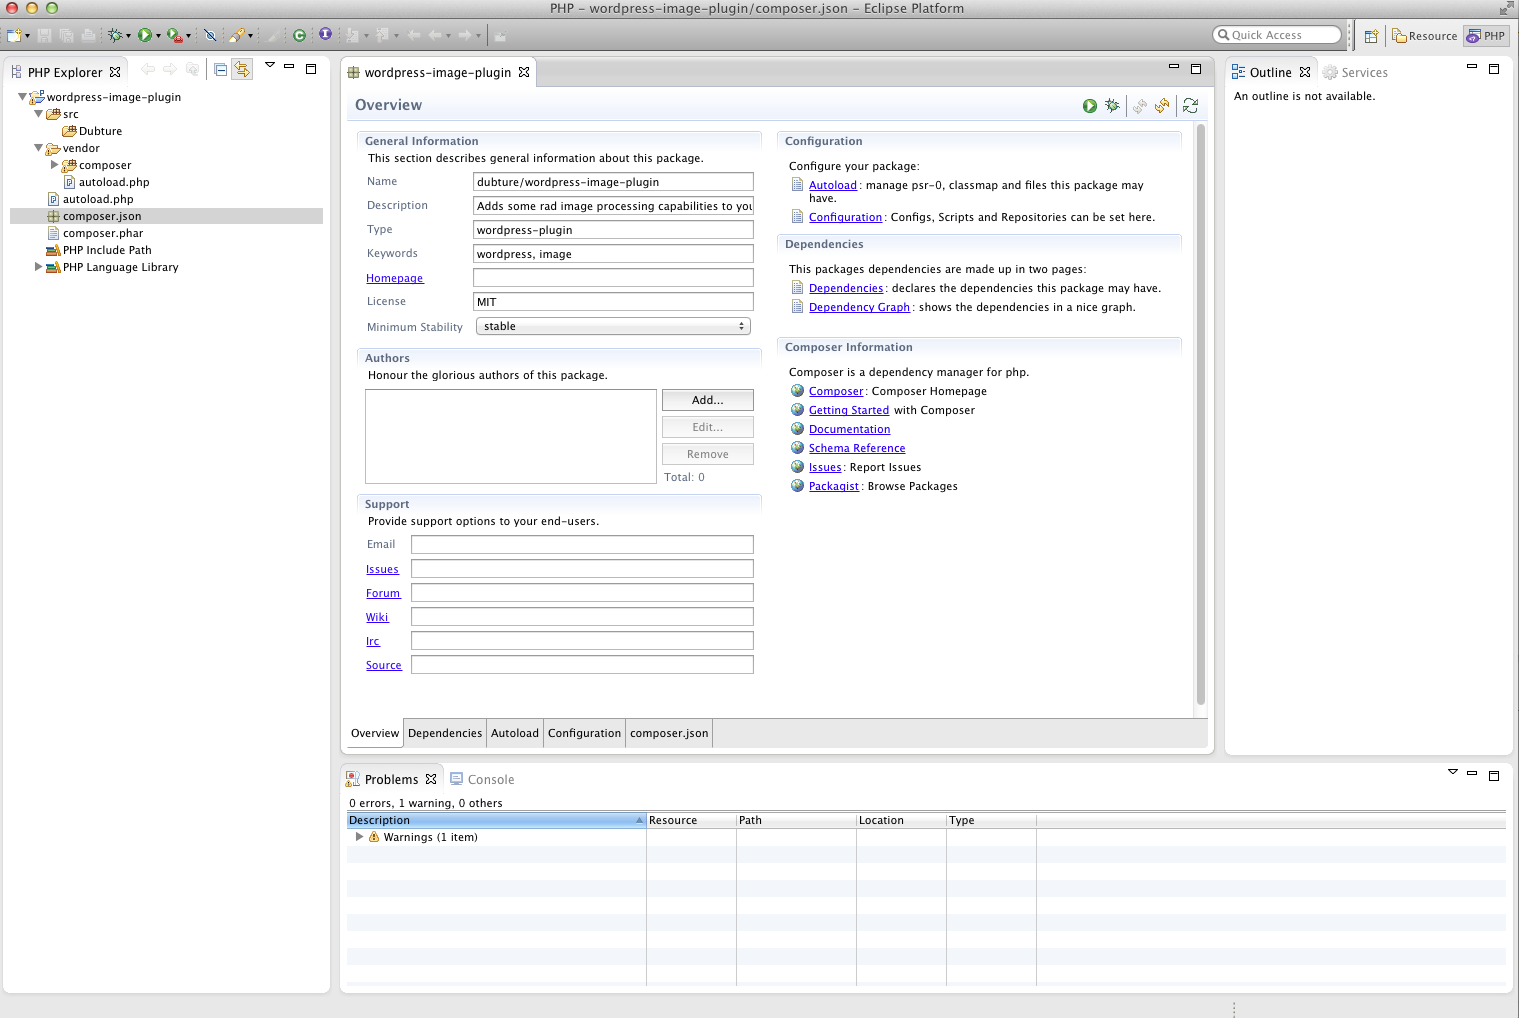 PHP - wordpress-image-plugin/composer.json - Eclipse Platform
Quick Access
Resource
PHP
PHP Explorer
wordpress-image-plugin
src
Dubture
vendor
composer
autoload.php
autoload.php
composer.json
composer.phar
PHP Include Path
PHP Language Library
wordpress-image-plugin
Overview
General Information
This section describes general information about this package.
Name dubture/wordpress-image-plugin
Description Adds some rad image processing capabilities to you
Type wordpress-plugin
Keywords wordpress, image
Homepage
License MIT
Minimum Stability stable
Authors
Honour the glorious authors of this package.
Add...
Edit...
Remove
Total: 0
Support
Provide support options to your end-users.
Email
Issues
Forum
Wiki
Irc
Source
Configuration
Configure your package:
Autoload: manage psr-0, classmap and files this package may
have.
Configuration: Configs, Scripts and Repositories can be set here.
Dependencies
This packages dependencies are made up in two pages:
Dependencies: declares the dependencies this package may have.
Dependency Graph: shows the dependencies in a nice graph.
Composer Information
Composer is a dependency manager for php.
Composer: Composer Homepage
Getting Started with Composer
Documentation
Schema Reference
Issues: Report Issues
Packagist: Browse Packages
Overview Dependencies Autoload Configuration composer.json
Outline Services
An outline is not available.
Problems Console
0 errors, 1 warning, 0 others
Description Resource Path Location Type
Warnings (1 item)